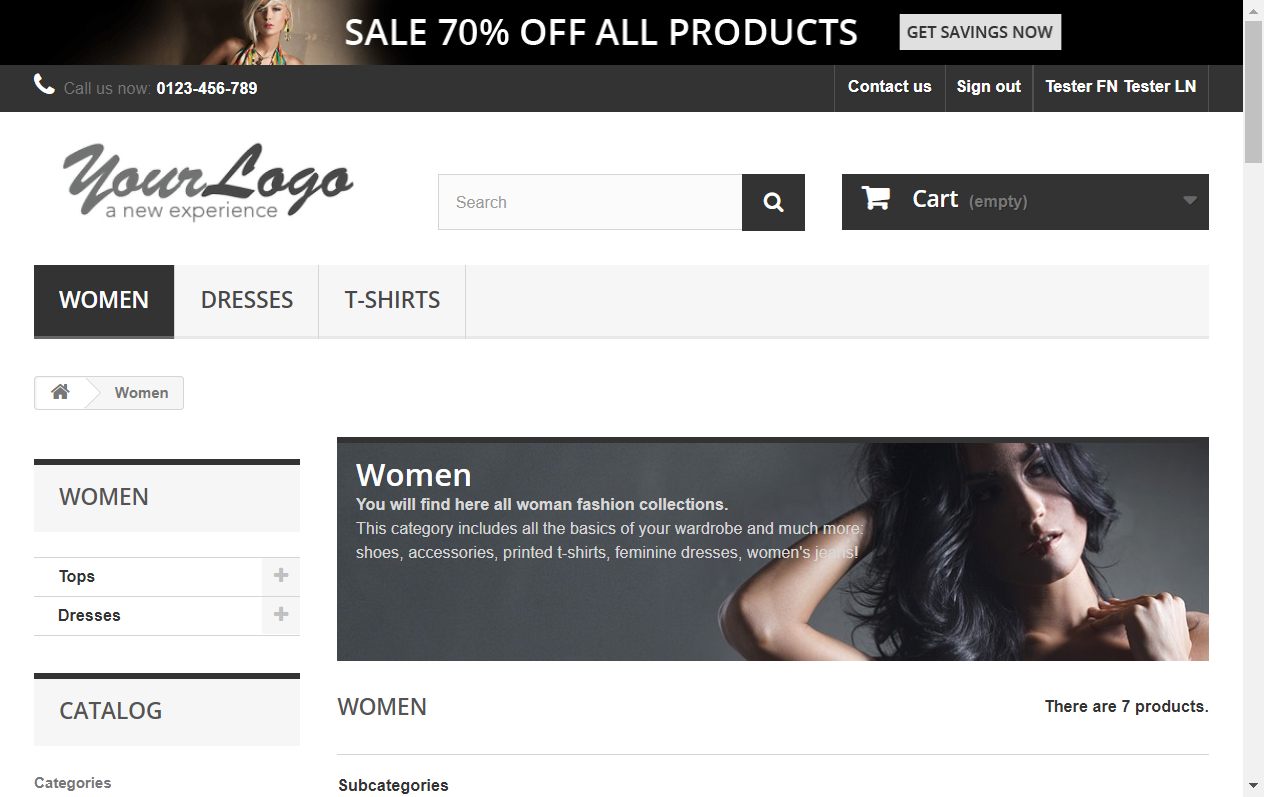 SALE 70% OFF ALL PRODUCTS
GET SAVINGS NOW
Call us now: 0123-456-789
Contact us
Sign out
Tester FN Tester LN
YourLogo
a new experience
Search
Cart (empty)
WOMEN
DRESSES
T-SHIRTS
Women
WOMEN
Tops
Dresses
CATALOG
Categories
Women
You will find here all woman fashion collections.
This category includes all the basics of your wardrobe and much more:
shoes, accessories, printed t-shirts, feminine dresses, women's jeans!
WOMEN
There are 7 products.
Subcategories